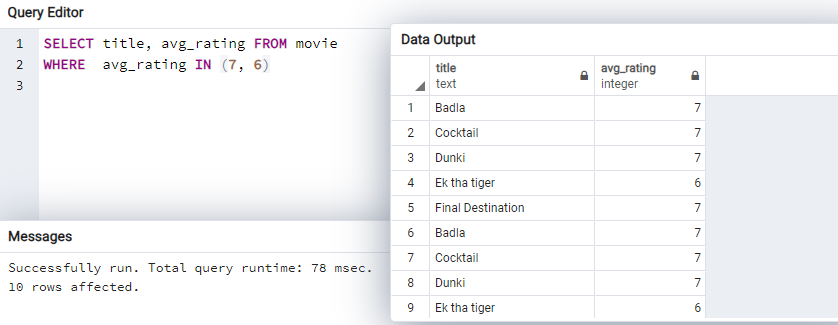 Query Editor
1 SELECT title, avg_rating FROM movie
2 WHERE  avg_rating IN (7, 6)
3
Messages
Successfully run. Total query runtime: 78 msec.
10 rows affected.
Data Output
title avg_rating
text integer
1 Badla 7
2 Cocktail 7
3 Dunki 7
4 Ek tha tiger 6
5 Final Destination 7
6 Badla 7
7 Cocktail 7
8 Dunki 7
9 Ek tha tiger 6